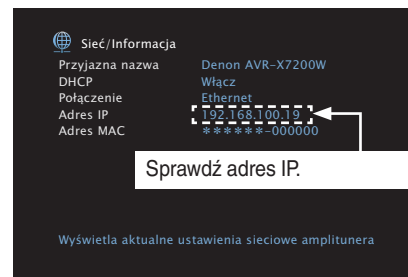 Sieć/Informacja
Przyjazna nazwa Denon AVR-X7200W
DHCP Włącz
Połączenie Ethernet
Adres IP 192.168.100.19
Adres MAC ******-000000
Sprawdź adres IP.
Wyświetla aktualne ustawienia sieciowe amplitunera